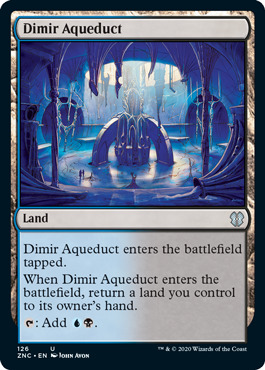 Dimir Aqueduct
Land
Dimir Aqueduct enters the battlefield
tapped.
When Dimir Aqueduct enters the
battlefield, return a land you control
to its owner's hand.
: Add .
126 U
ZNC • EN John Avon
™ & © 2020 Wizards of the Coast